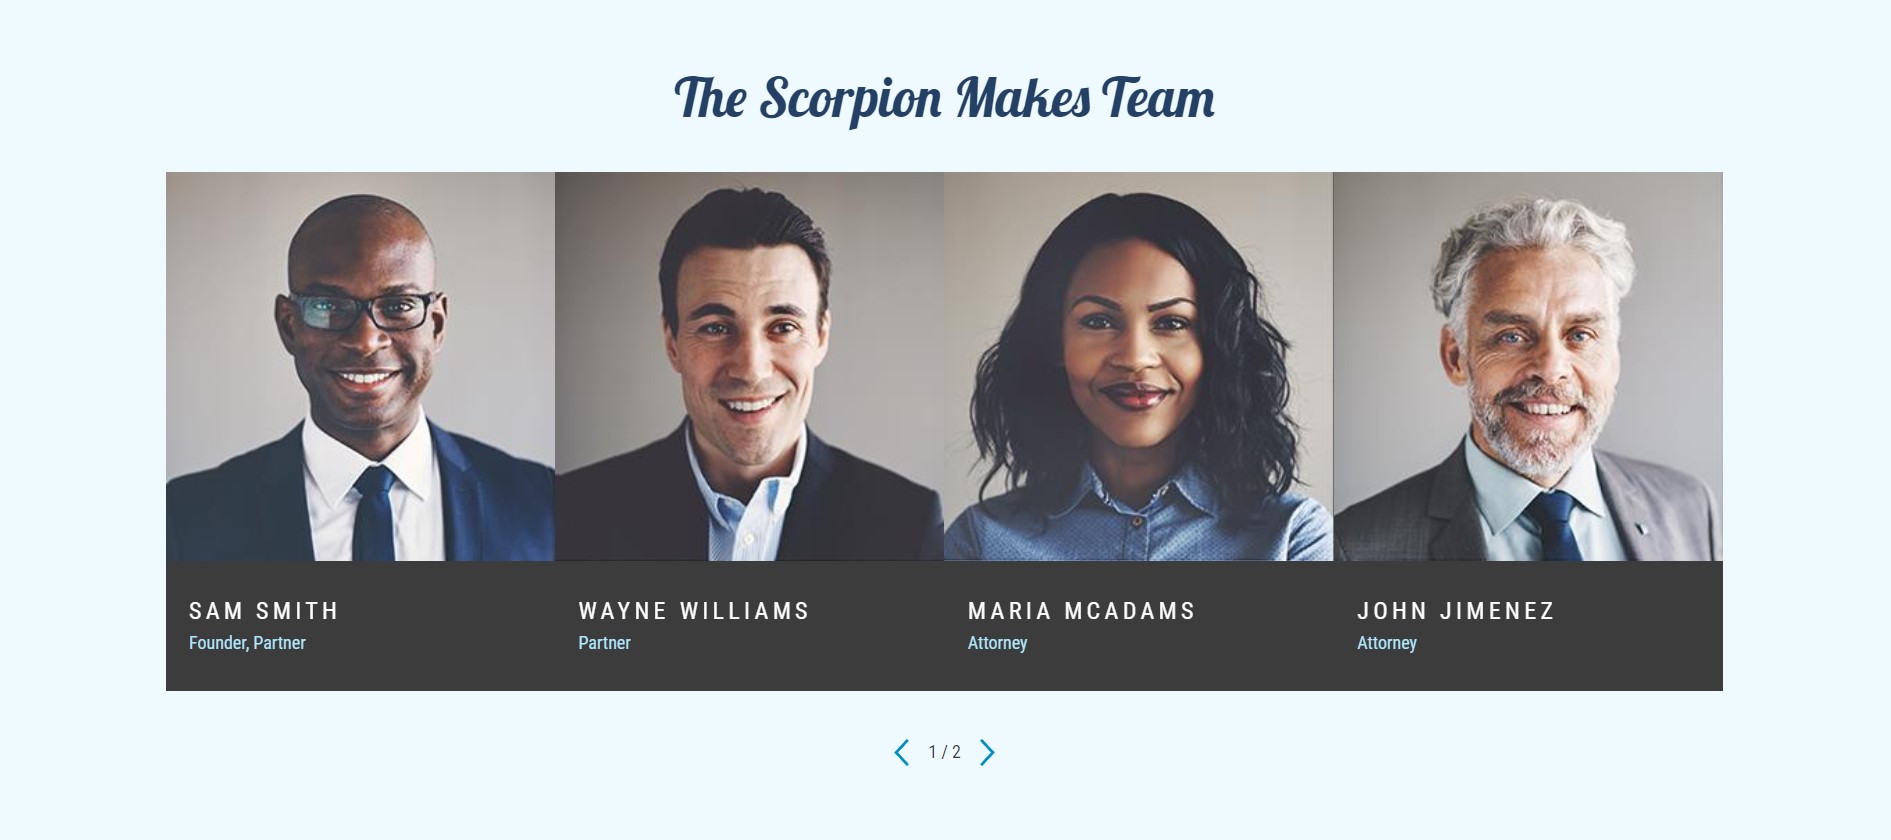 The Scorpion Makes Team
SAM SMITH
Founder, Partner
WAYNE WILLIAMS
Partner
MARIA MCADAMS
Attorney
JOHN JIMENEZ
Attorney
1 / 2